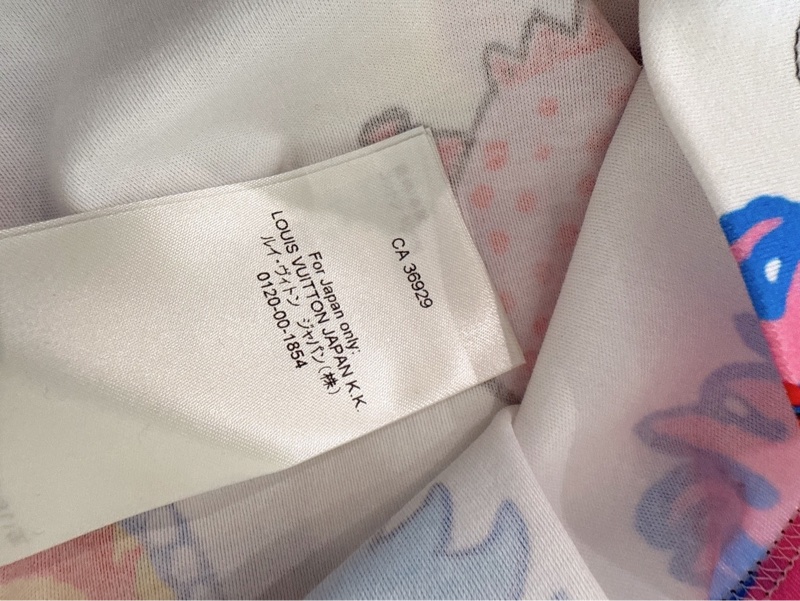 CA 36929
For Japan only:
LOUIS VUITTON JAPAN K.K.
ルイ・ヴィトン ジャパン(株)
0120-00-1854